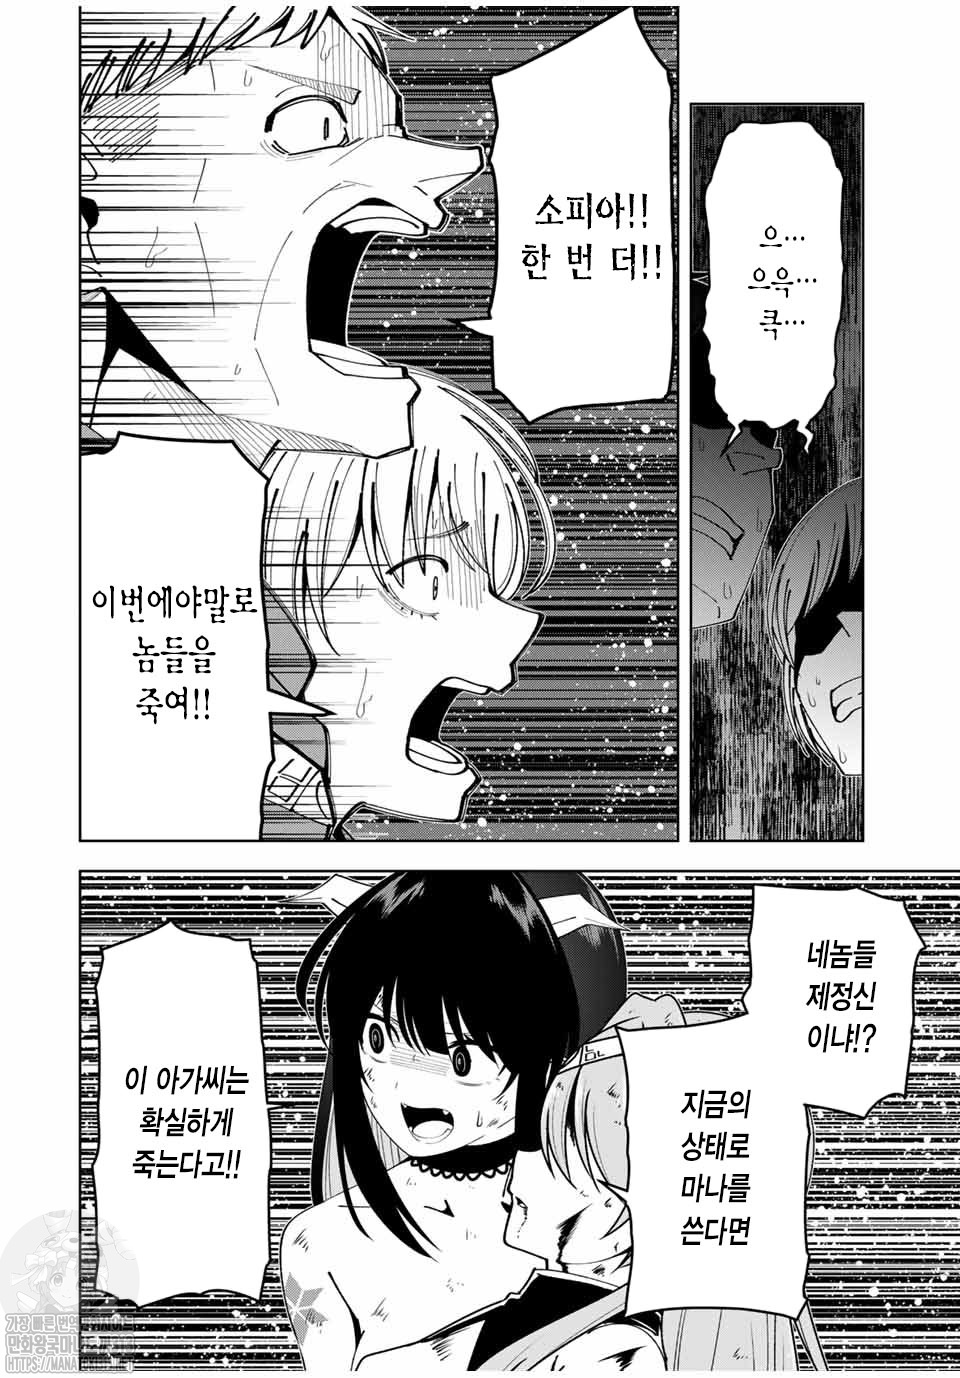 으…
으윽…
큭…
소피아!!
한 번 더!!
이번에야말로
놈들을
죽여!!
네놈들
제정신
이냐!?
지금의
상태로
마나를
쓴다면
이 아가씨는
확실하게
죽는다고!!